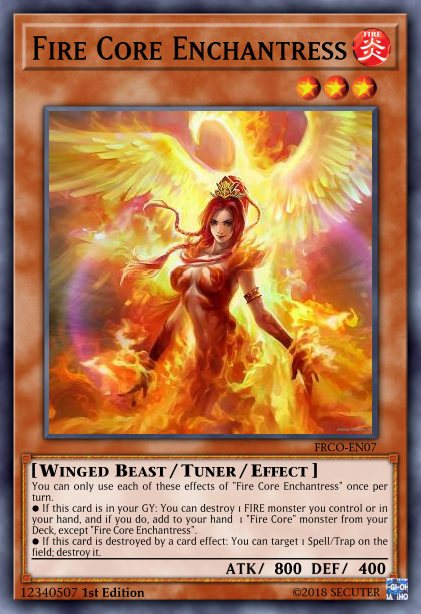 Fire Core Enchantress
FIRE
炎
FRCO-EN07
[Winged Beast/Tuner/Effect]
You can only use each of these effects of "Fire Core Enchantress" once per
turn.
● If this card is in your GY: You can destroy 1 FIRE monster you control or in
your hand, and if you do, add to your hand 1 "Fire Core" monster from your
Deck, except "Fire Core Enchantress".
● If this card is destroyed by a card effect: You can target 1 Spell/Trap on the
field; destroy it.
ATK/ 800 DEF/ 400
12340507 1st Edition
©2018 SECUTER